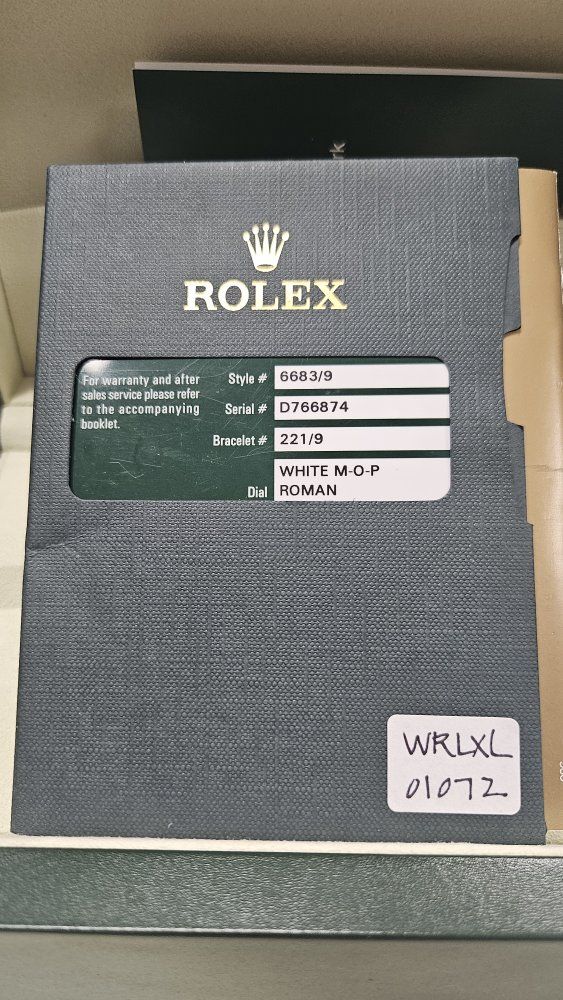 ROLEX
For warranty and after
sales service please refer
to the accompanying
booklet.
Style # 6683/9
Serial # D766874
Bracelet # 221/9
Dial WHITE M-O-P
ROMAN
WRLXL
01072